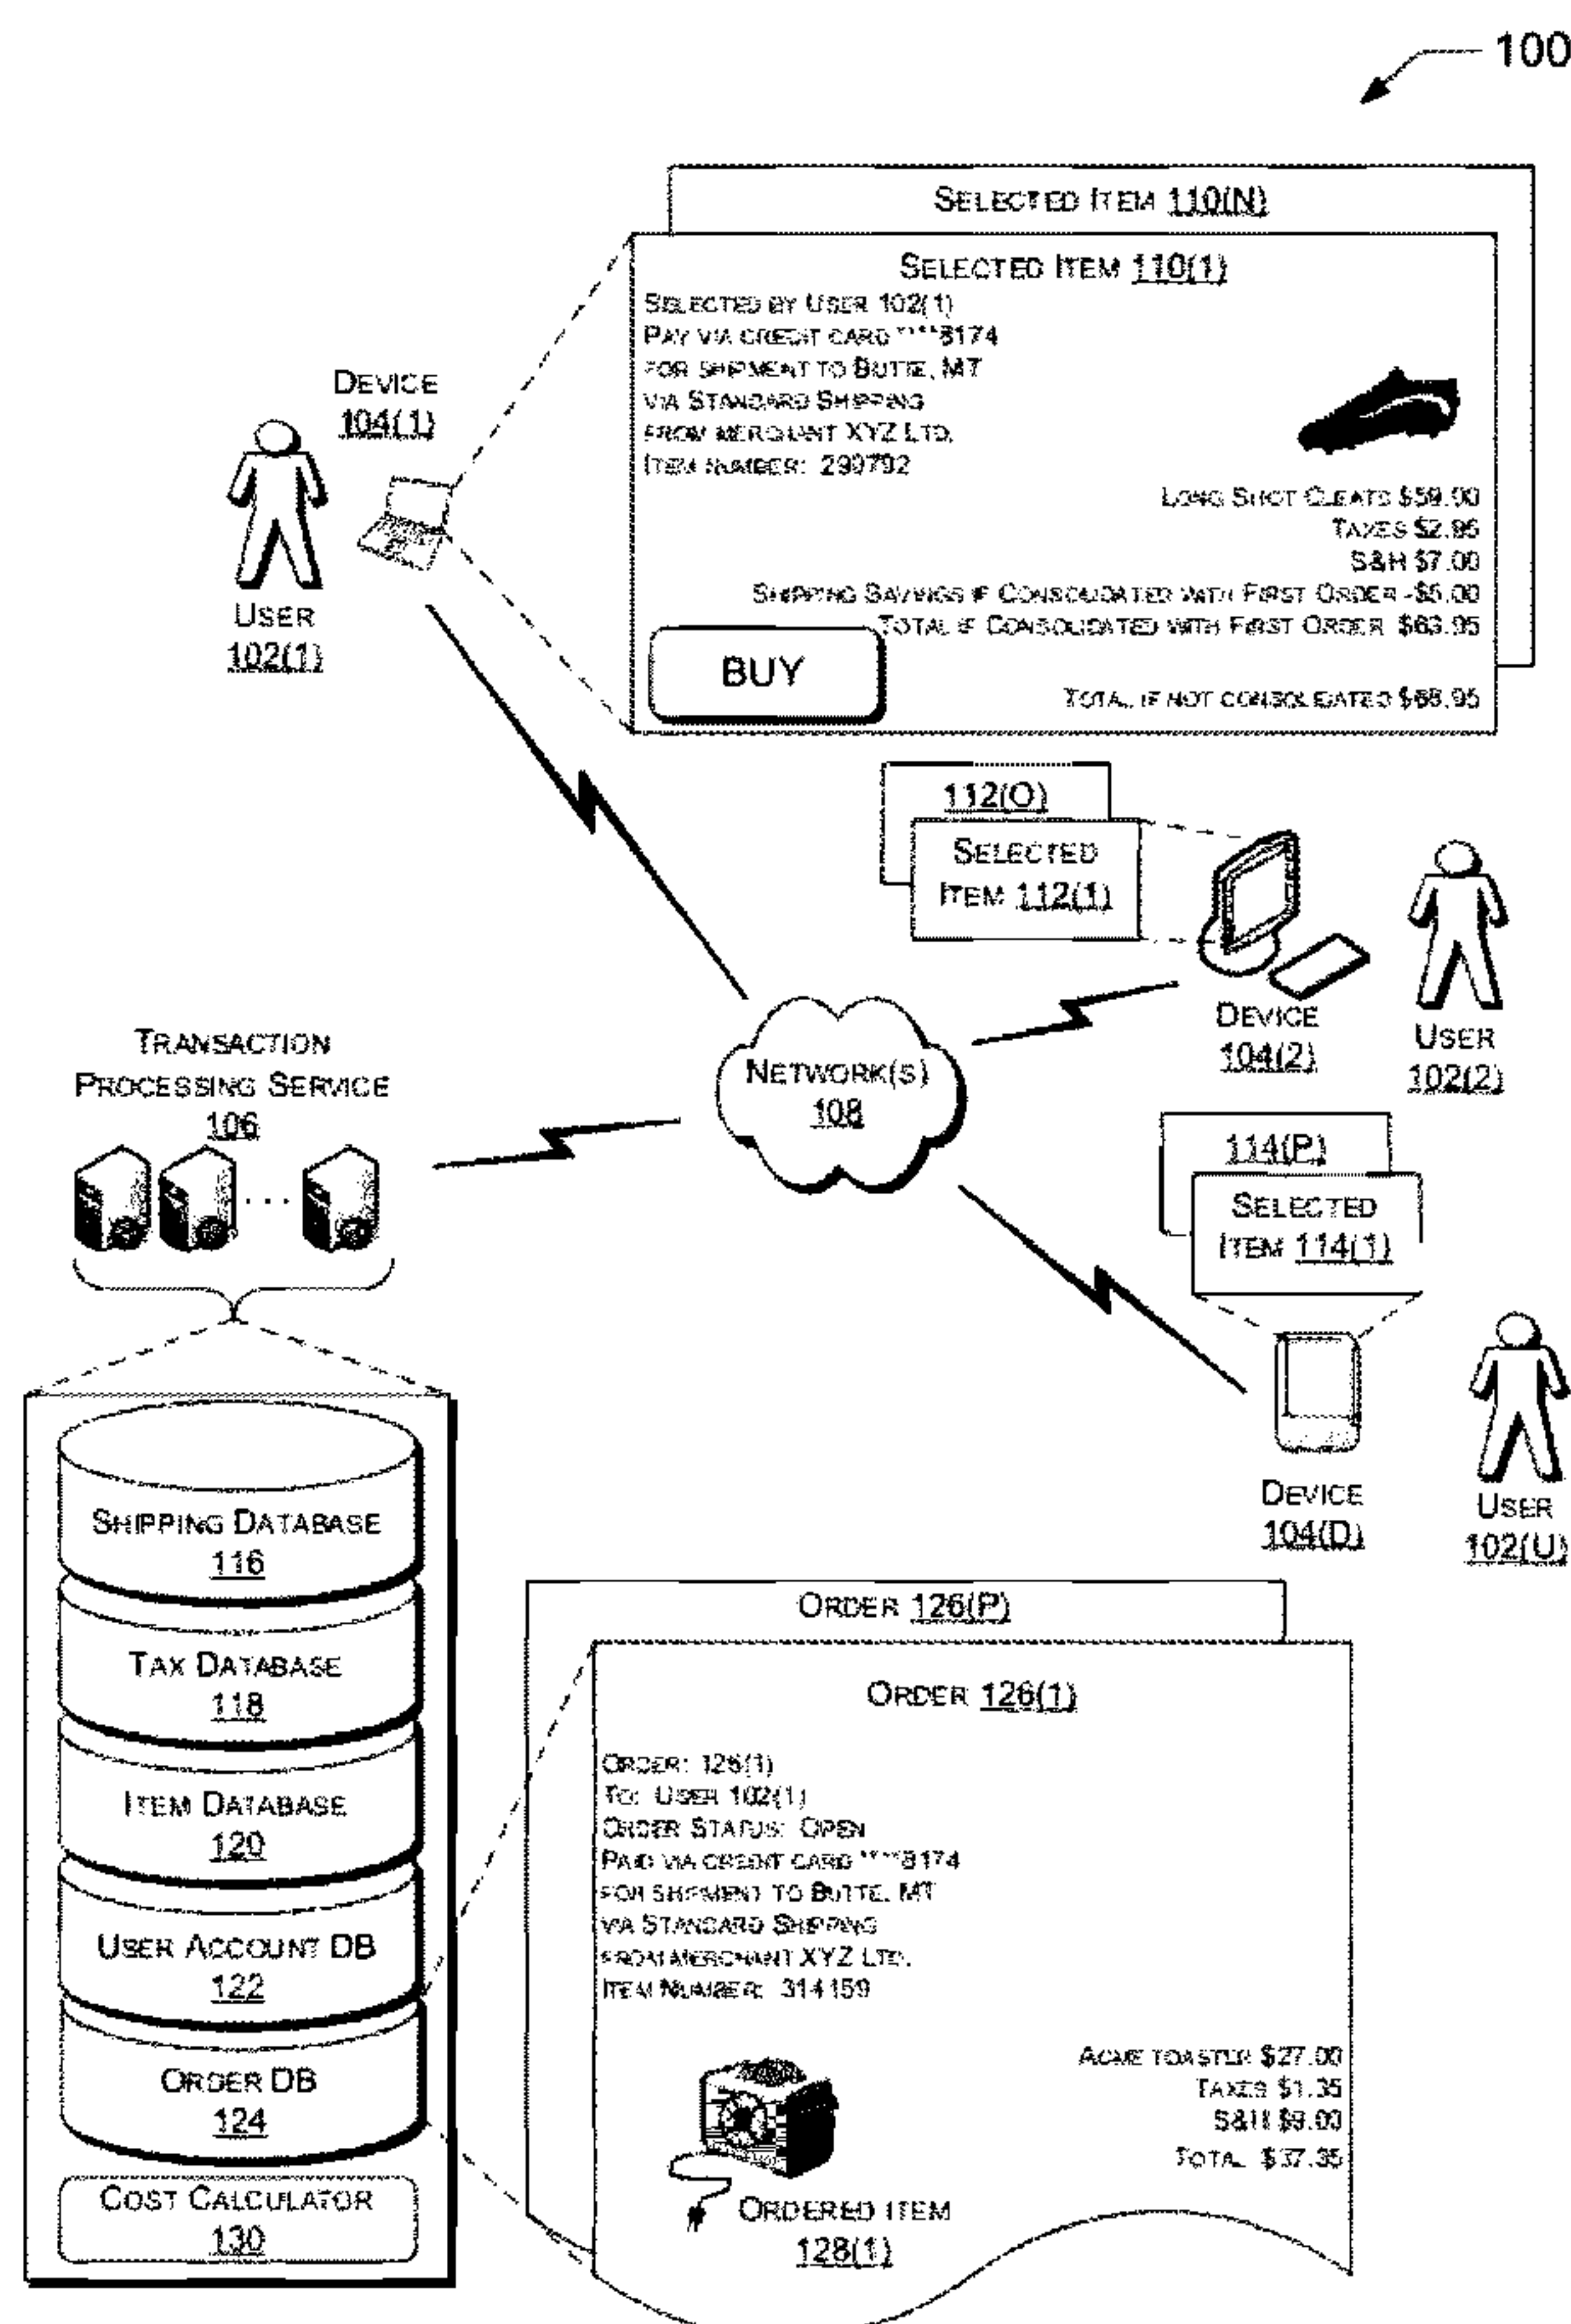 100
SELECTED ITEM 110(N)
SELECTED ITEM 110(1)
SELECTED BY USER 102(1)
PAY VIA CREDIT CARD ****8174
FOR SHIPMENT TO BUTTE, MT
VIA STANDARD SHIPPING
FROM MERCHANT XYZ LTD.
ITEM NUMBER: 290792
LONG SHOT CLEATS $59.00
TAXES $2.95
S&H $7.00
SHIPPING SAVINGS IF CONSOLIDATED WITH FIRST ORDER -$5.00
TOTAL IF CONSOLIDATED WITH FIRST ORDER $63.95
BUY
TOTAL IF NOT CONSOLIDATED $68.95
DEVICE
104(1)
USER
102(1)
112(O)
SELECTED
ITEM 112(1)
DEVICE
104(2)
USER
102(2)
TRANSACTION
PROCESSING SERVICE
106
NETWORK(S)
108
114(P)
SELECTED
ITEM 114(1)
DEVICE
104(D)
USER
102(U)
SHIPPING DATABASE
116
TAX DATABASE
118
ITEM DATABASE
120
USER ACCOUNT DB
122
ORDER DB
124
COST CALCULATOR
130
ORDER 126(P)
ORDER 126(1)
ORDER: 126(1)
TO: USER 102(1)
ORDER STATUS: OPEN
PAID VIA CREDIT CARD ****8174
FOR SHIPMENT TO BUTTE, MT
VIA STANDARD SHIPPING
FROM MERCHANT XYZ LTD.
ITEM NUMBER: 314159
ACME TOASTER $27.00
TAXES $1.35
S&H $9.00
TOTAL $37.35
ORDERED ITEM
128(1)